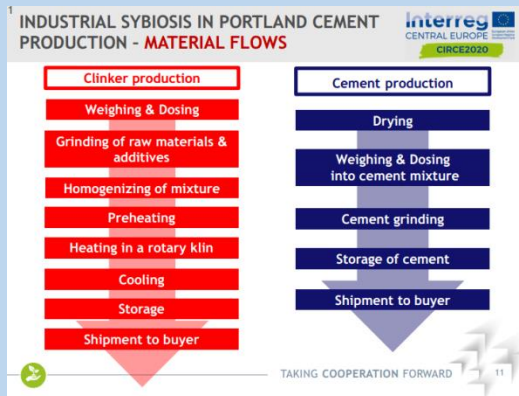 1
INDUSTRIAL SYBIOSIS IN PORTLAND CEMENT
PRODUCTION - MATERIAL FLOWS
Interreg
CENTRAL EUROPE
CIRCE2020
Clinker production
Weighing & Dosing
Grinding of raw materials &
additives
Homogenizing of mixture
Preheating
Heating in a rotary klin
Cooling
Storage
Shipment to buyer
Cement production
Drying
Weighing & Dosing
into cement mixture
Cement grinding
Storage of cement
Shipment to buyer
TAKING COOPERATION FORWARD
11